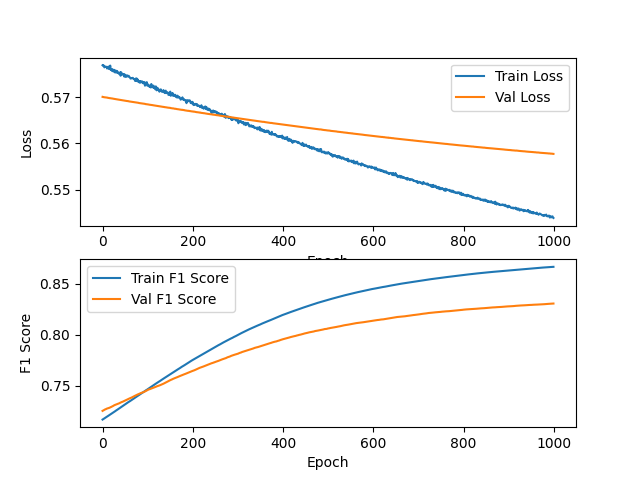 Train Loss
Val Loss
0.57
0.56
0.55
Loss
0 200 400 600 800 1000
Epoch
Train F1 Score
Val F1 Score
0.85
0.80
0.75
F1 Score
0 200 400 600 800 1000
Epoch